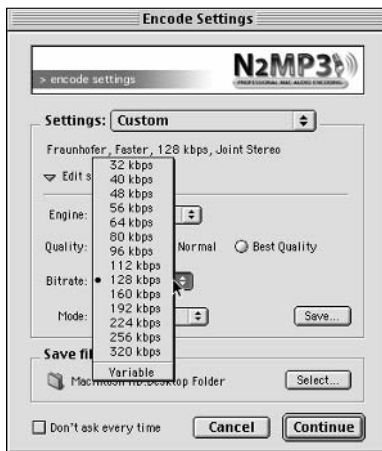 Encode Settings
N2MP3
PROFESSIONAL MAC AUDIO ENCODING
> encode settings
Settings: Custom
Fraunhofer, Faster, 128 kbps, Joint Stereo
Edit s
32 kbps
40 kbps
48 kbps
56 kbps
64 kbps
80 kbps
96 kbps
112 kbps
128 kbps
160 kbps
192 kbps
224 kbps
256 kbps
320 kbps
Variable
Engine:
Quality: Normal Best Quality
Bitrate:
Mode: Save...
Save fil
Desktop Folder Select...
Don't ask every time Cancel Continue